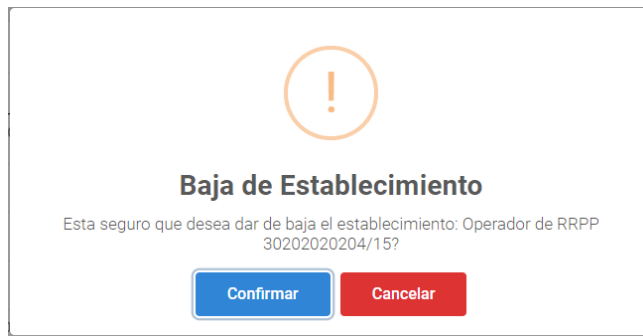 !
Baja de Establecimiento
Esta seguro que desea dar de baja el establecimiento: Operador de RRPP
30202020204/15?
Confirmar Cancelar